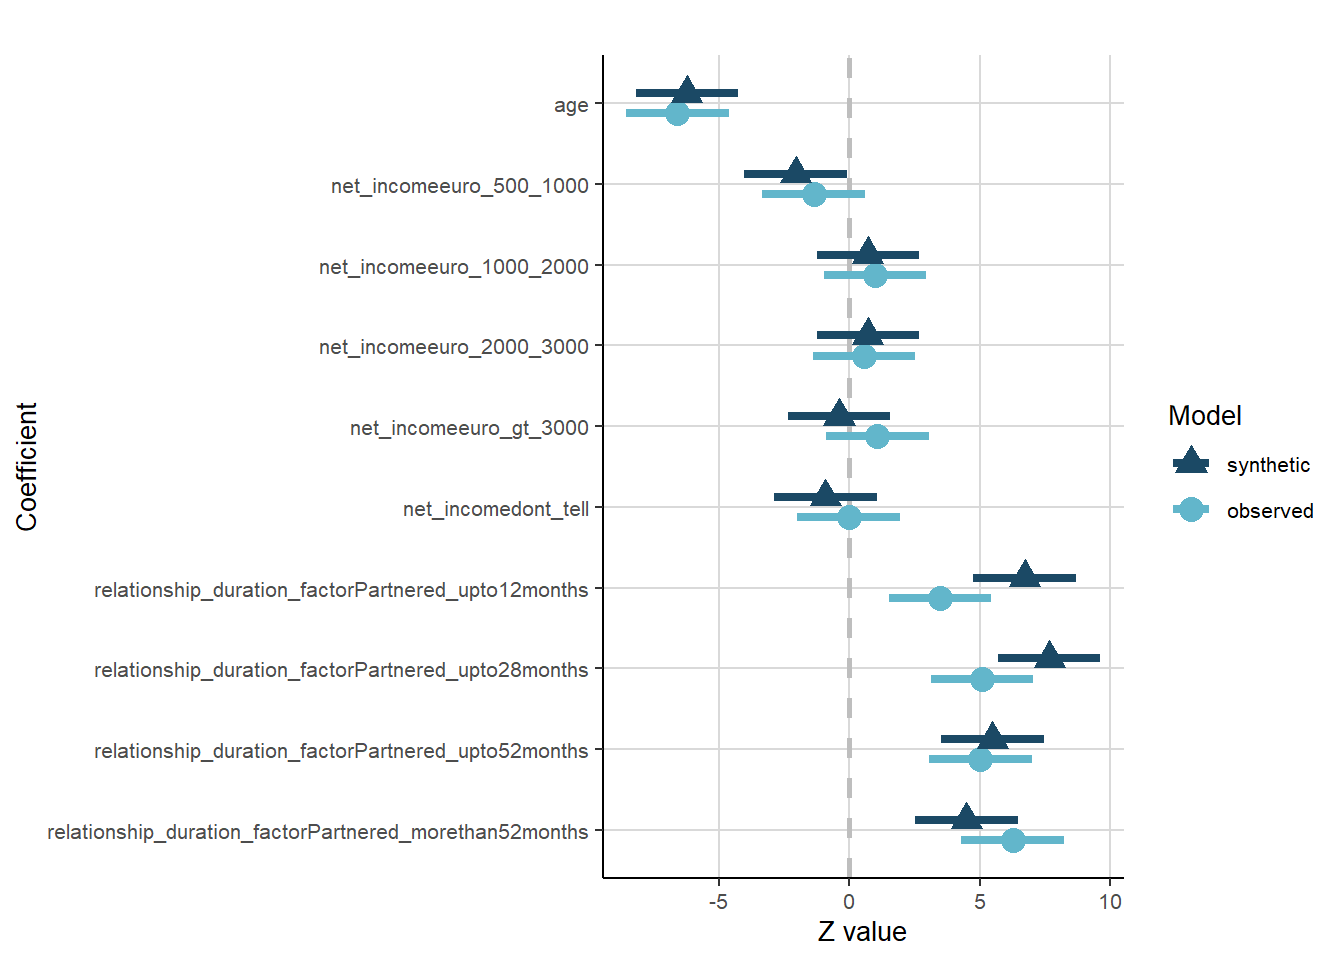 age
net_incomeeuro_500_1000
net_incomeeuro_1000_2000
net_incomeeuro_2000_3000
net_incomeeuro_gt_3000
net_incomedont_tell
relationship_duration_factorPartnered_upto12months
relationship_duration_factorPartnered_upto28months
relationship_duration_factorPartnered_upto52months
relationship_duration_factorPartnered_morethan52months
Coefficient
-5 0 5 10
Z value
Model
synthetic
observed